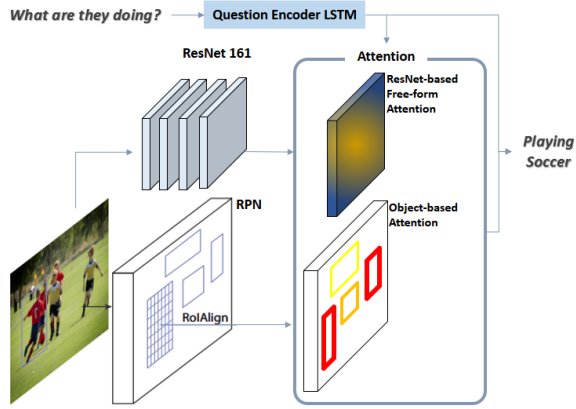 What are they doing?
Question Encoder LSTM
ResNet 161
Attention
ResNet-based
Free-form
Attention
Playing
Soccer
RPN
Object-based
Attention
RoIAlign